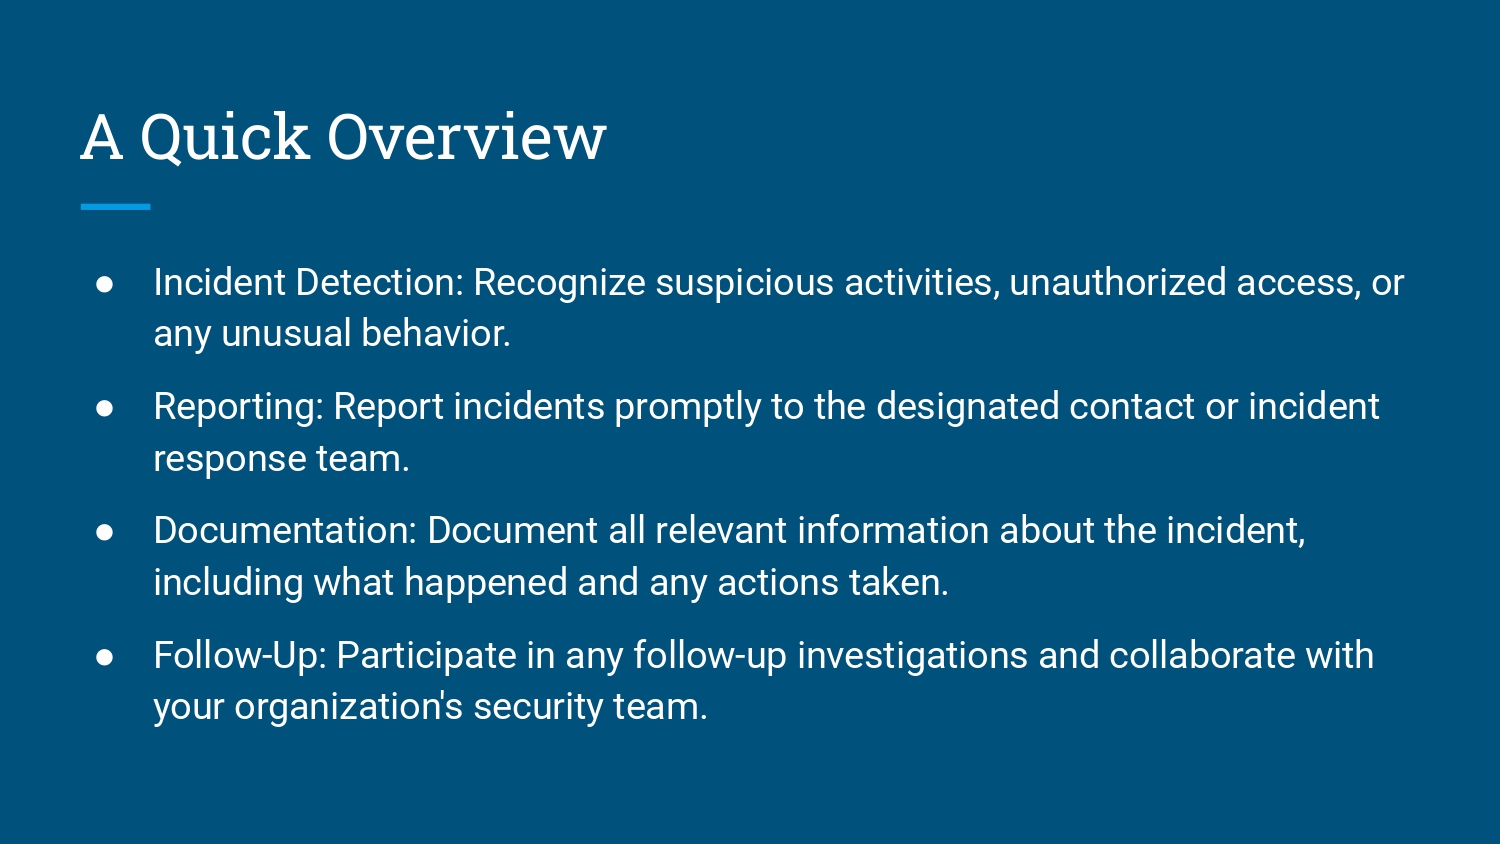 A Quick Overview
● Incident Detection: Recognize suspicious activities, unauthorized access, or
any unusual behavior.
● Reporting: Report incidents promptly to the designated contact or incident
response team.
● Documentation: Document all relevant information about the incident,
including what happened and any actions taken.
● Follow-Up: Participate in any follow-up investigations and collaborate with
your organization's security team.